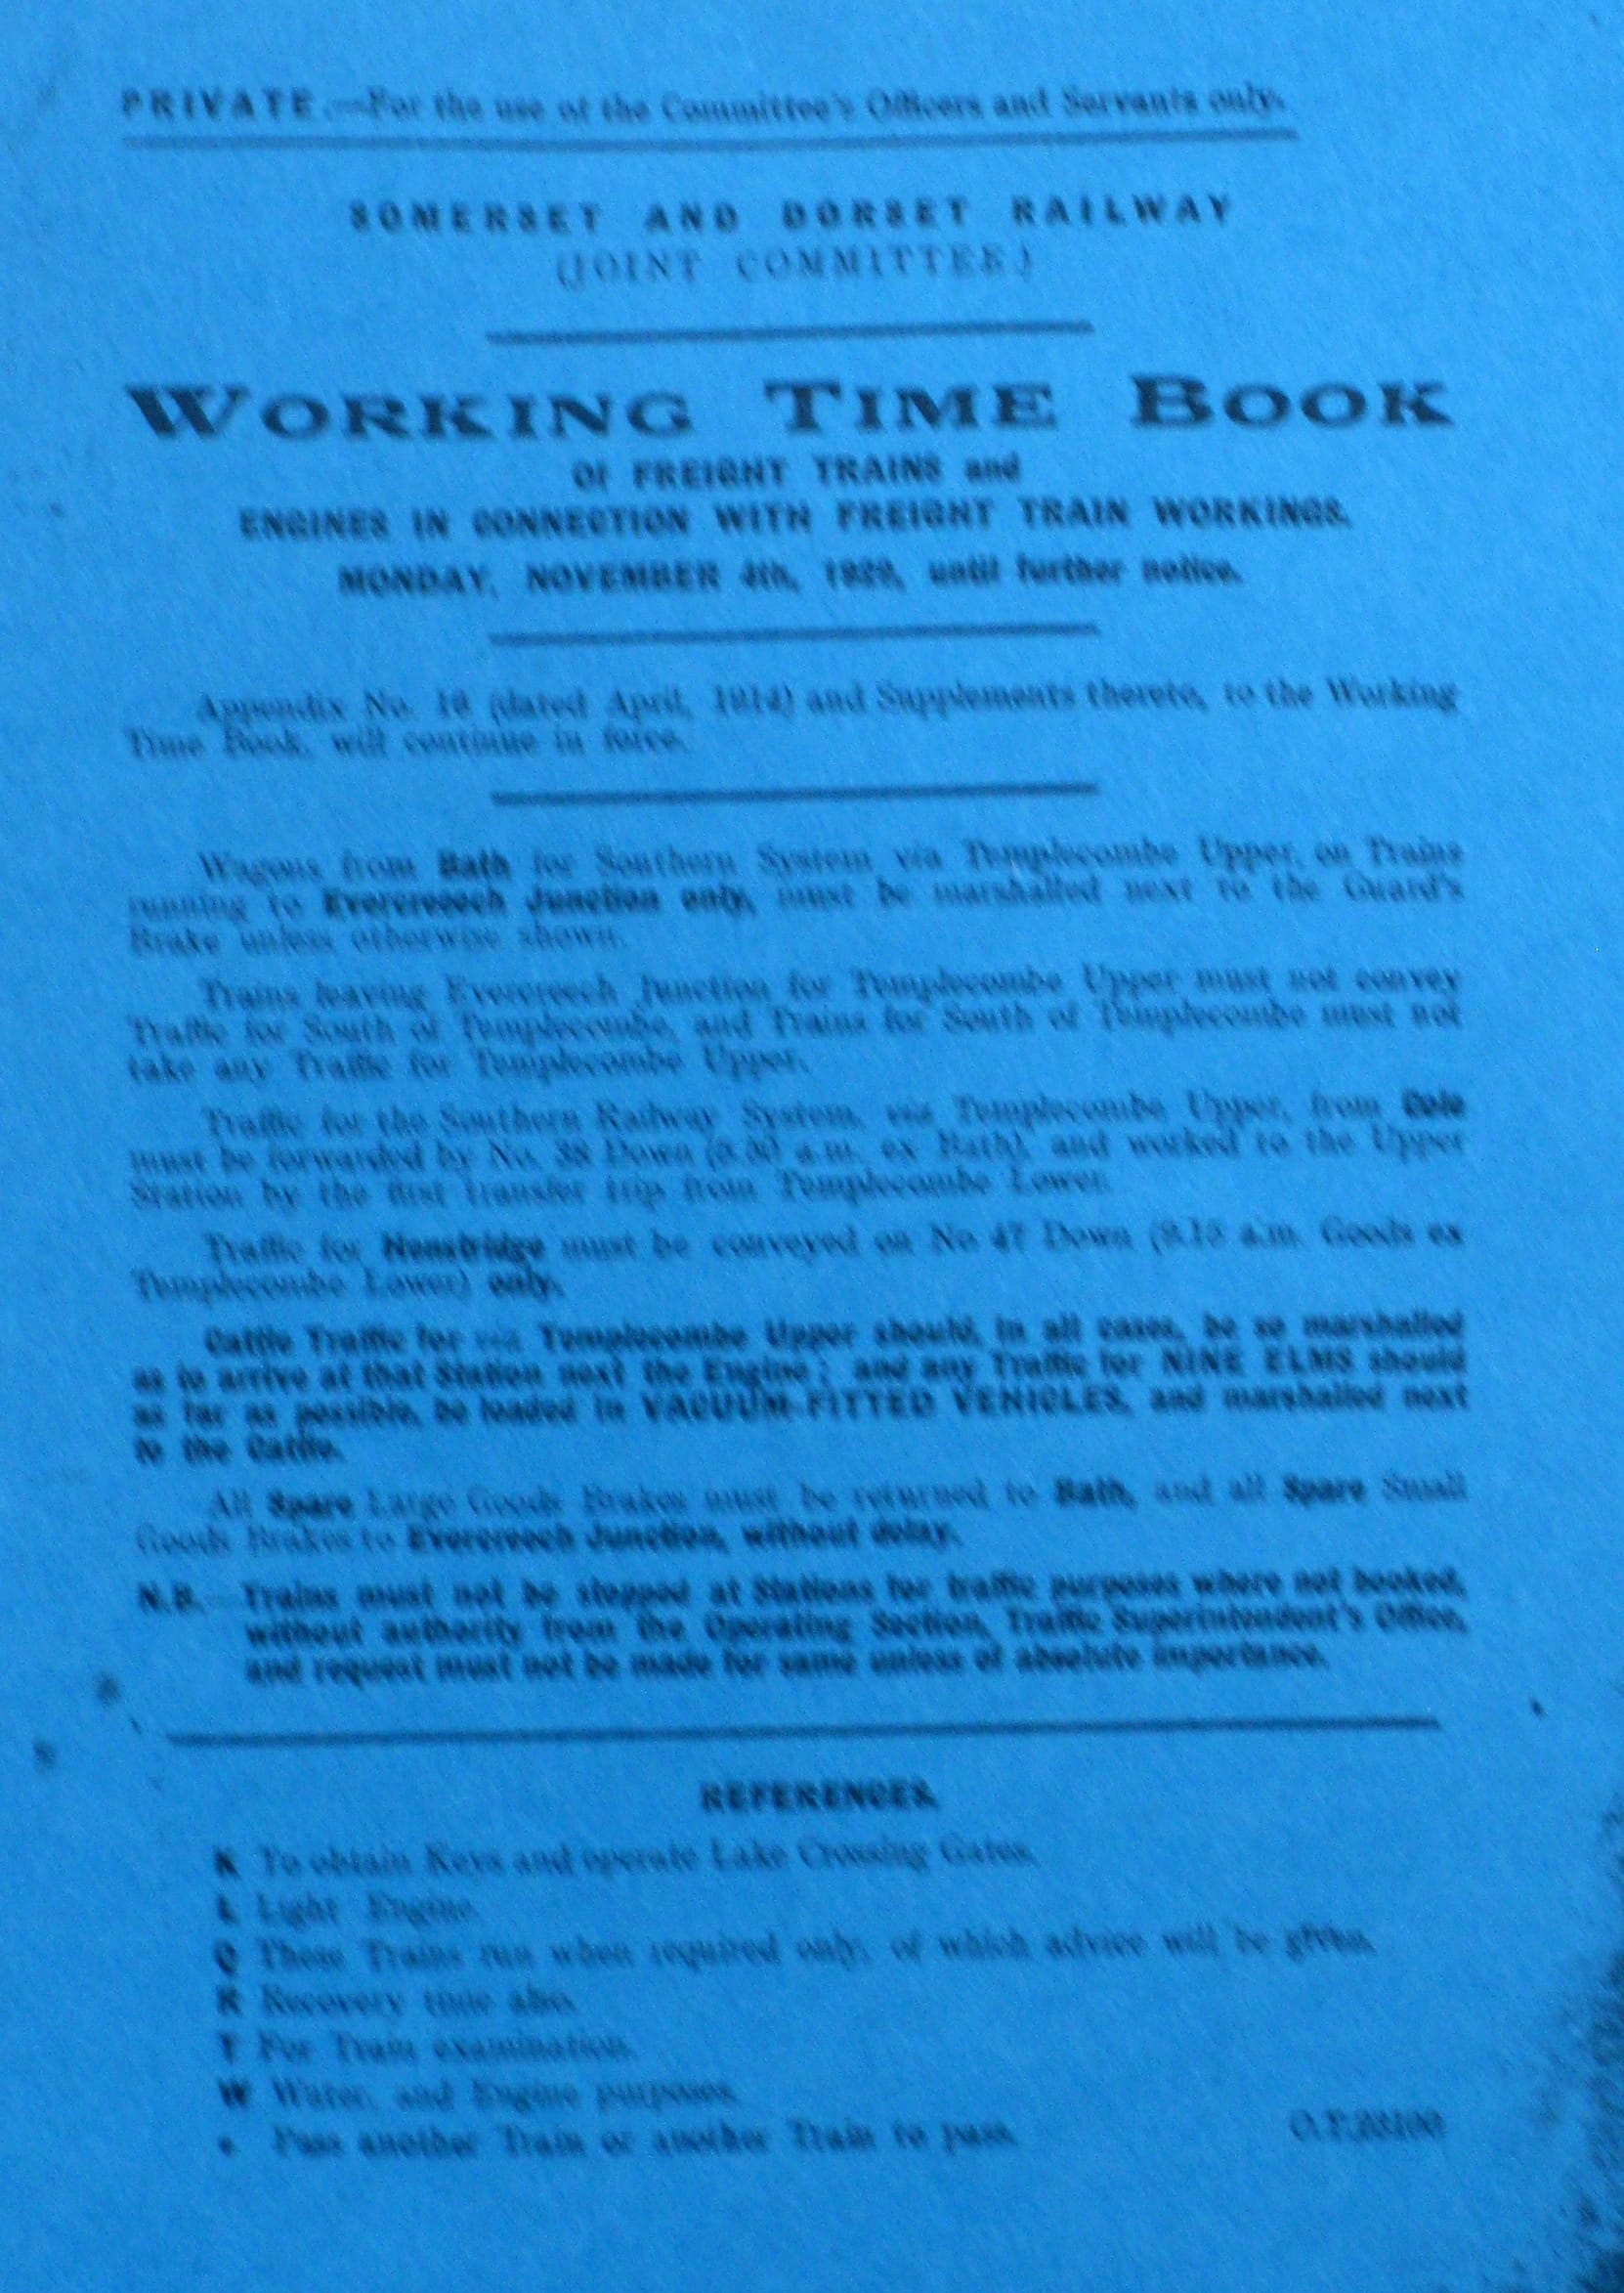 PRIVATE.—For the use of the Committee's Officers and Servants only.
SOMERSET AND DORSET RAILWAY
(JOINT COMMITTEE)
WORKING TIME BOOK
Of FREIGHT TRAINS and
ENGINES IN CONNECTION WITH FREIGHT TRAIN WORKINGS.
MONDAY, NOVEMBER 4th, 1929, until further notice.
Appendix No. (dated April, 1914) and Supplements thereto, to the Working
Time Book, will continue in force.
Wagons from Bath for Southern System via Templecombe Upper, on Trains
running to Evercreech Junction only, must be marshalled next to the Guard's
Brake unless otherwise shown.
Trains leaving Evercreech Junction for Templecombe Upper must not convey
Traffic for South of Templecombe, and Trains for South of Templecombe must not
take any Traffic for Templecombe Upper.
Traffic for the Southern Railway System, via Templecombe Upper, from Cole
must be forwarded by No. 38 Down ( a.m. ex Bath), and worked to the Upper
Station by the first transfer trip from Templecombe Lower.
Traffic for Henstridge must be conveyed on No 47 Down (9.15 a.m. Goods ex
Templecombe Lower) only.
Cattle Traffic for via Templecombe Upper should, in all cases, be so marshalled
as to arrive at that Station next the Engine; and any Traffic for NINE ELMS should
as far as possible, be loaded in VACUUM-FITTED VEHICLES, and marshalled next
to the Cattle.
All Spare Large Goods Brakes must be returned to Bath, and all Spare Small
Goods Brakes to Evercreech Junction, without delay.
N.B.—Trains must not be stopped at Stations for traffic purposes where not booked,
without authority from the Operating Section, Traffic Superintendent's Office,
and request must not be made for same unless of absolute importance.
REFERENCES.
K To obtain Keys and operate Lake Crossing Gates.
L Light Engine.
Q These Trains run when required only, of which advice will be given.
R Recovery time also.
T For Train examination.
W Water, and Engine purposes.
Pass another Train or another Train to pass.